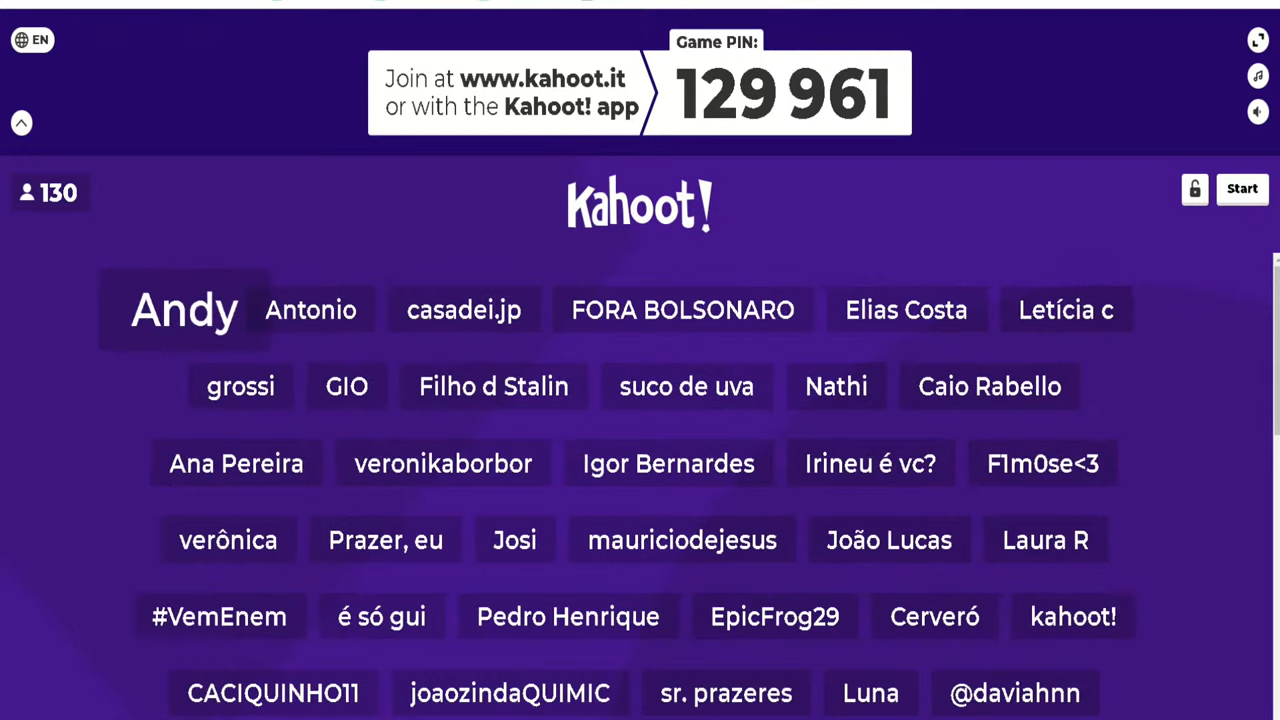 EN
Join at www.kahoot.it
or with the Kahoot! app
Game PIN:
129 961
130
Kahoot!
Start
Andy Antonio casadei.jp FORA BOLSONARO Elias Costa Letícia c
grossi GIO Filho d Stalin suco de uva Nathi Caio Rabello
Ana Pereira veronikaborbor Igor Bernardes Irineu é vc? F1m0se<3
verônica Prazer, eu Josi mauriciodejesus João Lucas Laura R
#VemEnem é só gui Pedro Henrique EpicFrog29 Cerveró kahoot!
CACIQUINHO11 joaozindaQUIMIC sr. prazeres Luna @daviahnn